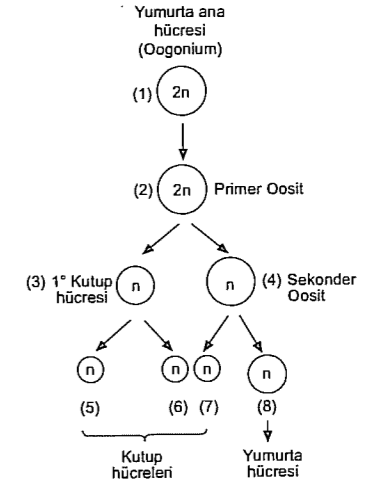 Yumurta ana
hücresi
(Oogonium)
(1) 2n
(2) 2n Primer Oosit
(3) 1° Kutup
hücresi
n
n
(4) Sekonder
Oosit
n n n n
(5) (6) (7) (8)
Kutup
hücreleri
Yumurta
hücresi